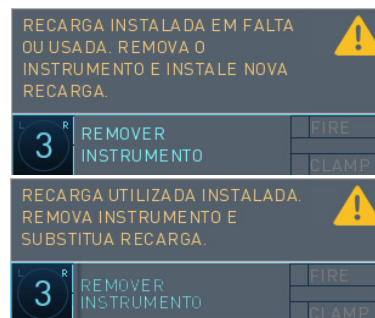 RECARGA INSTALADA EM FALTA
OU USADA. REMOVA O
INSTRUMENTO E INSTALE NOVA
RECARGA.
L R
3
REMOVER
INSTRUMENTO
FIRE
CLAMP
RECARGA UTILIZADA INSTALADA.
REMOVA INSTRUMENTO E
SUBSTITUA RECARGA.
L R
3
REMOVER
INSTRUMENTO
FIRE
CLAMP